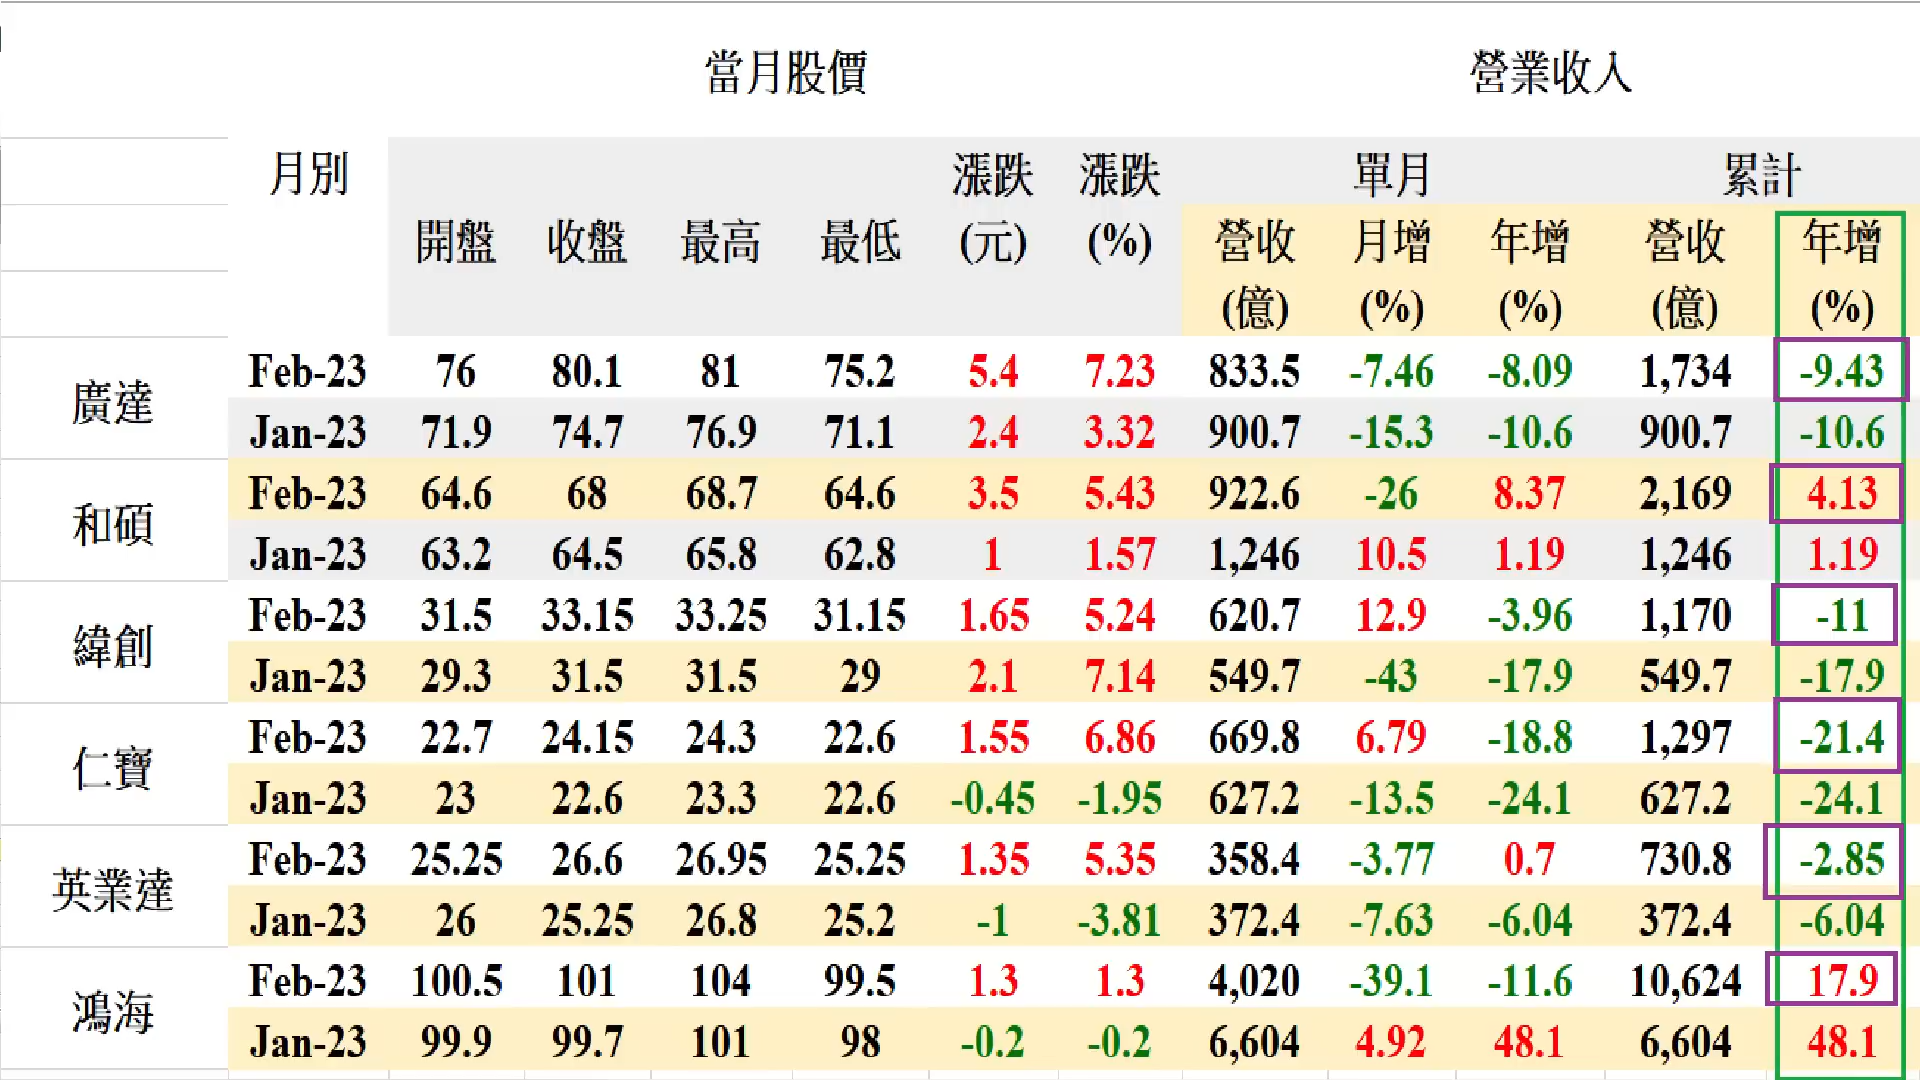 當月股價 營業收入
月別 漲跌 漲跌 單月 累計
開盤 收盤 最高 最低 (元) (%) 營收 月增 年增 營收 年增
(億) (%) (%) (億) (%)
廣達
Feb-23 76 80.1 81 75.2 5.4 7.23 833.5 -7.46 -8.09 1,734 -9.43
Jan-23 71.9 74.7 76.9 71.1 2.4 3.32 900.7 -15.3 -10.6 900.7 -10.6
和碩
Feb-23 64.6 68 68.7 64.6 3.5 5.43 922.6 -26 8.37 2,169 4.13
Jan-23 63.2 64.5 65.8 62.8 1 1.57 1,246 10.5 1.19 1,246 1.19
緯創
Feb-23 31.5 33.15 33.25 31.15 1.65 5.24 620.7 12.9 -3.96 1,170 -11
Jan-23 29.3 31.5 31.5 29 2.1 7.14 549.7 -43 -17.9 549.7 -17.9
仁寶
Feb-23 22.7 24.15 24.3 22.6 1.55 6.86 669.8 6.79 -18.8 1,297 -21.4
Jan-23 23 22.6 23.3 22.6 -0.45 -1.95 627.2 -13.5 -24.1 627.2 -24.1
英業達
Feb-23 25.25 26.6 26.95 25.25 1.35 5.35 358.4 -3.77 0.7 730.8 -2.85
Jan-23 26 25.25 26.8 25.2 -1 -3.81 372.4 -7.63 -6.04 372.4 -6.04
鴻海
Feb-23 100.5 101 104 99.5 1.3 1.3 4,020 -39.1 -11.6 10,624 17.9
Jan-23 99.9 99.7 101 98 -0.2 -0.2 6,604 4.92 48.1 6,604 48.1